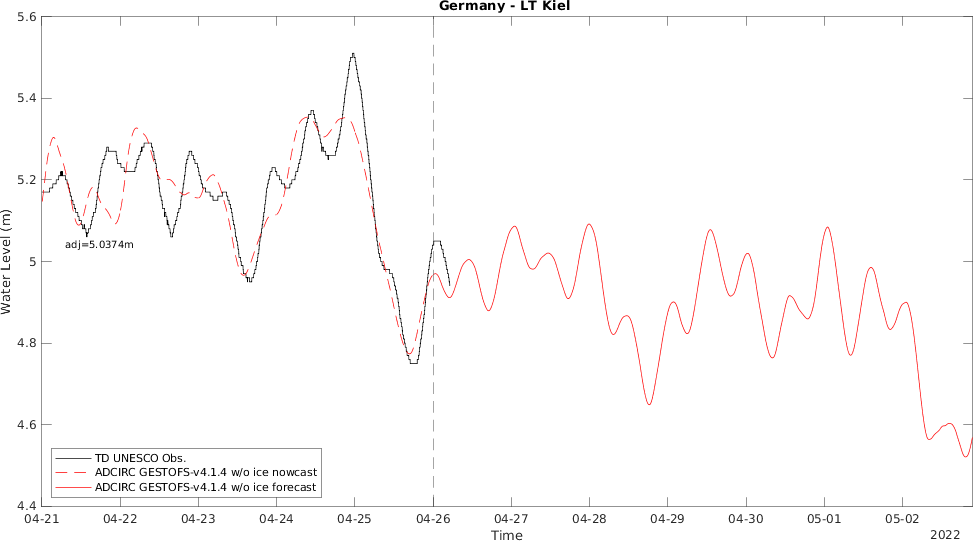 Germany - LT Kiel
5.6
5.4
5.2
5
4.8
4.6
4.4
Water Level (m)
adj=5.0374m
TD UNESCO Obs.
ADCIRC GESTOFS-v4.1.4 w/o ice nowcast
ADCIRC GESTOFS-v4.1.4 w/o ice forecast
04-21 04-22 04-23 04-24 04-25 04-26 04-27 04-28 04-29 04-30 05-01 05-02
Time
2022